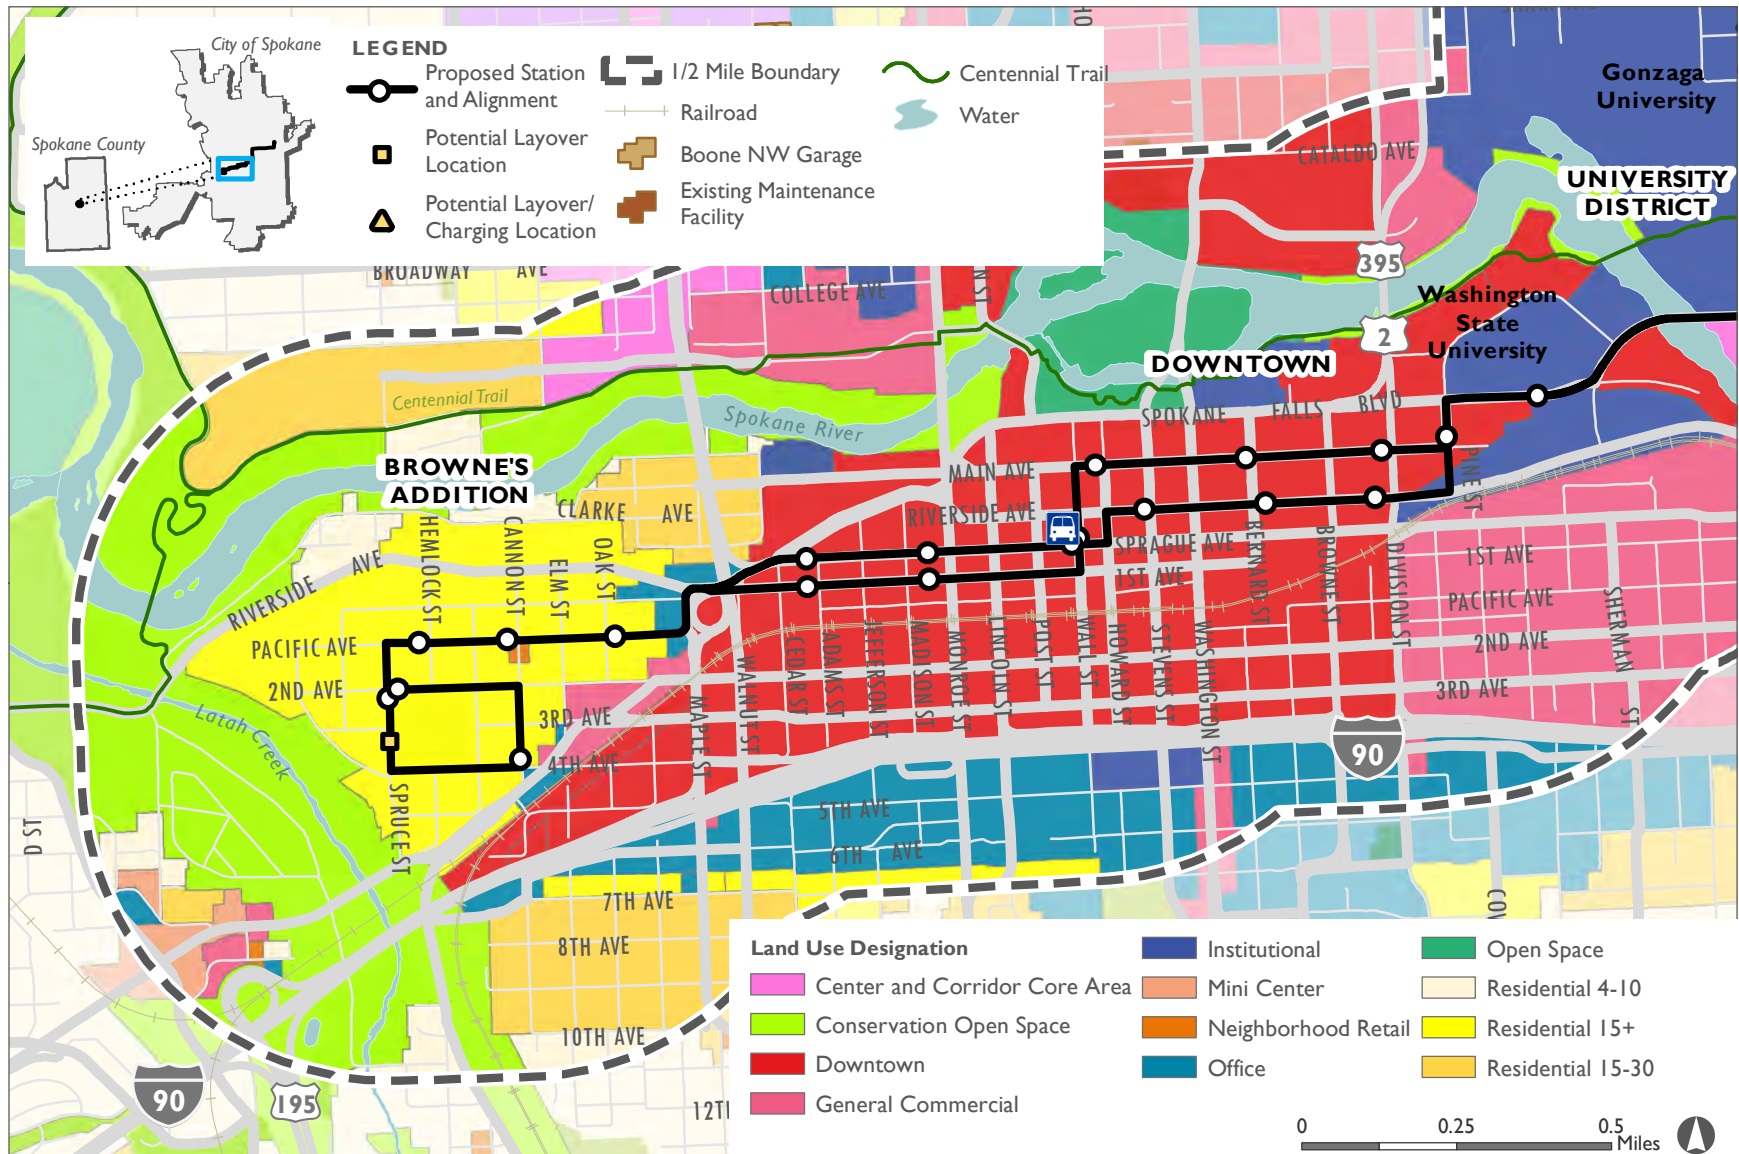 City of Spokane
Spokane County
LEGEND
Proposed Station
and Alignment
Potential Layover
Location
Potential Layover/
Charging Location
1/2 Mile Boundary
Railroad
Boone NW Garage
Existing Maintenance
Facility
Centennial Trail
Water
Gonzaga
University
CATALDO AVE
UNIVERSITY
DISTRICT
395
BROADWAY AVE
COLLEGE AVE
N ST
Washington
State
University
2
DOWNTOWN
Centennial Trail
Spokane River
SPOKANE FALLS BLVD
BROWNE'S
ADDITION
MAIN AVE
CLARKE AVE
RIVERSIDE AVE
SPRAGUE AVE
1ST AVE
1ST AVE
RIVERSIDE AVE
HEMLOCK ST
CANNON ST
ELM ST
OAK ST
PINE ST
BERNARD ST
BROWNE ST
DIVISION ST
SHERMAN ST
PACIFIC AVE
PACIFIC AVE
2ND AVE
2ND AVE
3RD AVE
3RD AVE
4TH AVE
MAPLE ST
WALNUT ST
CEDAR ST
ADAMS ST
JEFFERSON ST
MADISON ST
MONROE ST
LINCOLN ST
POST ST
WALL ST
HOWARD ST
STEVENS ST
WASHINGTON ST
Latah Creek
90
SPRUCE ST
D ST
5TH AVE
6TH AVE
7TH AVE
8TH AVE
10TH AVE
12TH
COV
90
195
Land Use Designation
Center and Corridor Core Area
Conservation Open Space
Downtown
General Commercial
Institutional
Mini Center
Neighborhood Retail
Office
Open Space
Residential 4-10
Residential 15+
Residential 15-30
0 0.25 0.5
Miles